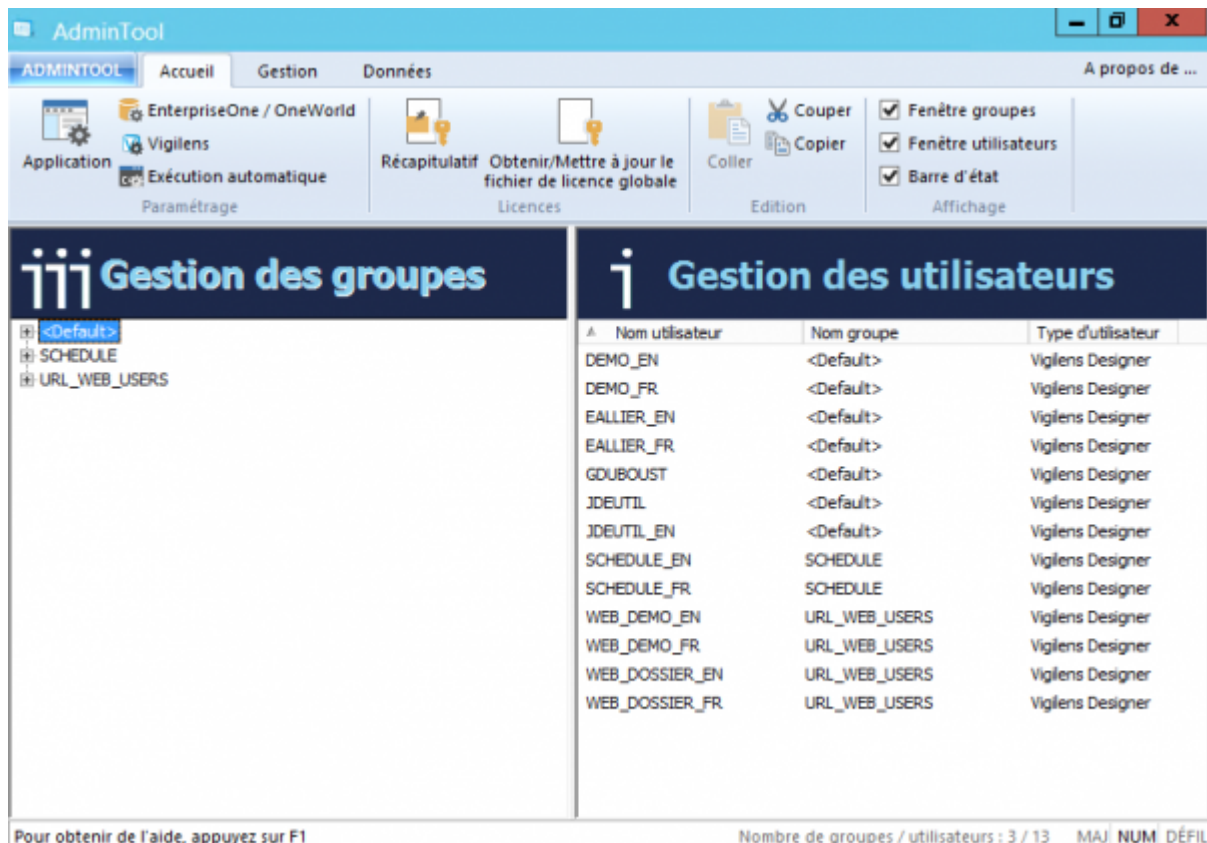 AdminTool
ADMINTOOL Accueil Gestion Données A propos de ...
EnterpriseOne / OneWorld
Vigilens
Exécution automatique
Application
Paramétrage
Récapitulatif
Obtenir/Mettre à jour le
fichier de licence globale
Licences
Coller
Couper
Copier
Edition
Fenêtre groupes
Fenêtre utilisateurs
Barre d'état
Affichage
Gestion des groupes
<Default>
SCHEDULE
URL_WEB_USERS
Gestion des utilisateurs
Nom utilisateur Nom groupe Type d'utilisateur
DEMO_EN <Default> Vigilens Designer
DEMO_FR <Default> Vigilens Designer
EALLIER_EN <Default> Vigilens Designer
EALLIER_FR <Default> Vigilens Designer
GDUBOUST <Default> Vigilens Designer
JDEUTIL <Default> Vigilens Designer
JDEUTIL_EN <Default> Vigilens Designer
SCHEDULE_EN SCHEDULE Vigilens Designer
SCHEDULE_FR SCHEDULE Vigilens Designer
WEB_DEMO_EN URL_WEB_USERS Vigilens Designer
WEB_DEMO_FR URL_WEB_USERS Vigilens Designer
WEB_DOSSIER_EN URL_WEB_USERS Vigilens Designer
WEB_DOSSIER_FR URL_WEB_USERS Vigilens Designer
Pour obtenir de l'aide, appuyez sur F1
Nombre de groupes / utilisateurs : 3 / 13 MAJ NUM DÉFIL